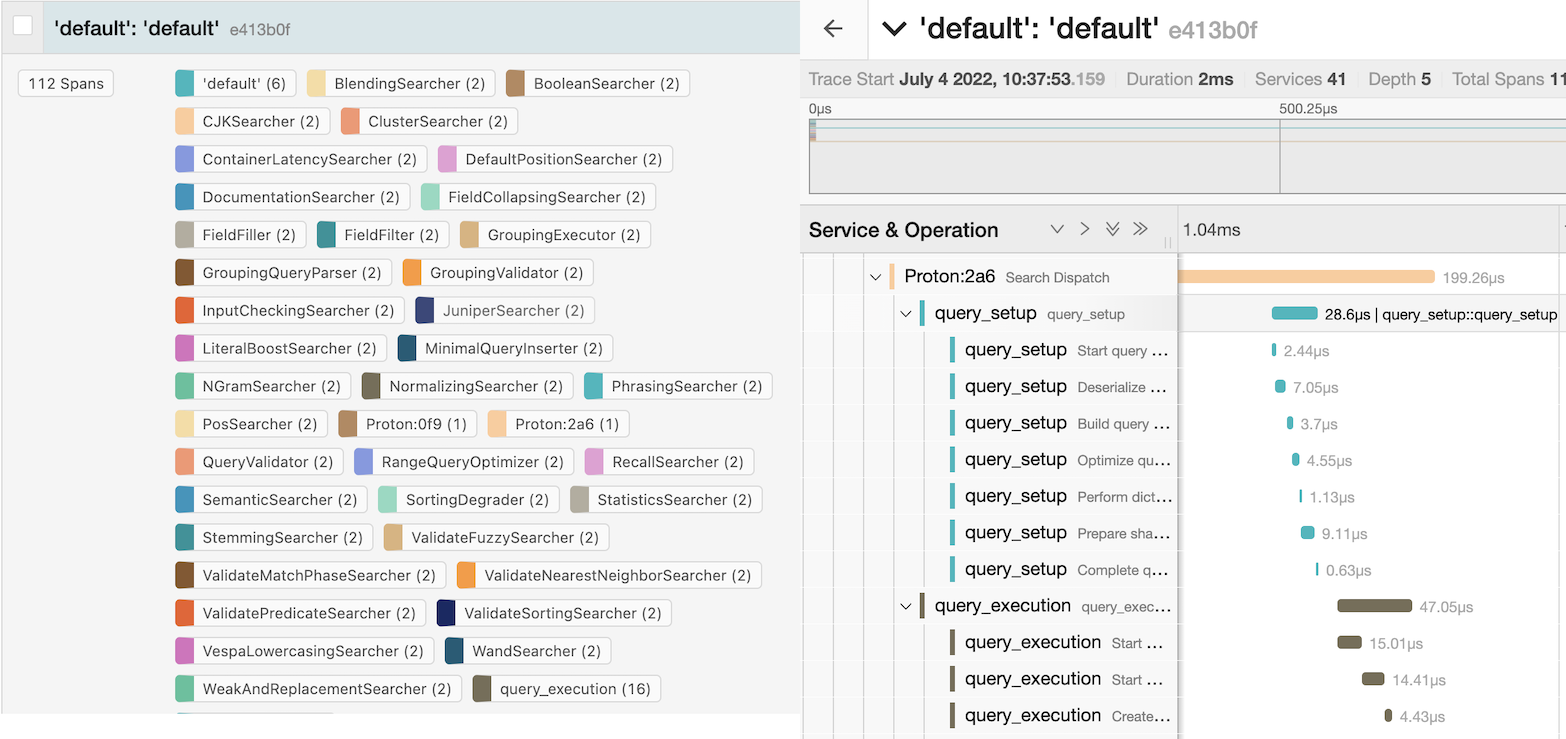 'default': 'default' e413b0f
112 Spans
'default' (6) BlendingSearcher (2) BooleanSearcher (2)
CJKSearcher (2) ClusterSearcher (2)
ContainerLatencySearcher (2) DefaultPositionSearcher (2)
DocumentationSearcher (2) FieldCollapsingSearcher (2)
FieldFiller (2) FieldFilter (2) GroupingExecutor (2)
GroupingQueryParser (2) GroupingValidator (2)
InputCheckingSearcher (2) JuniperSearcher (2)
LiteralBoostSearcher (2) MinimalQueryInserter (2)
NGramSearcher (2) NormalizingSearcher (2) PhrasingSearcher (2)
PosSearcher (2) Proton:0f9 (1) Proton:2a6 (1)
QueryValidator (2) RangeQueryOptimizer (2) RecallSearcher (2)
SemanticSearcher (2) SortingDegrader (2) StatisticsSearcher (2)
StemmingSearcher (2) ValidateFuzzySearcher (2)
ValidateMatchPhaseSearcher (2) ValidateNearestNeighborSearcher (2)
ValidatePredicateSearcher (2) ValidateSortingSearcher (2)
VespaLowercasingSearcher (2) WandSearcher (2)
WeakAndReplacementSearcher (2) query_execution (16)
'default': 'default' e413b0f
Trace Start July 4 2022, 10:37:53.159 Duration 2ms Services 41 Depth 5 Total Spans 11
0μs 500.25μs
Service & Operation 1.04ms
Proton:2a6 Search Dispatch 199.26μs
query_setup query_setup 28.6μs | query_setup::query_setup
query_setup Start query ... 2.44μs
query_setup Deserialize ... 7.05μs
query_setup Build query ... 3.7μs
query_setup Optimize qu... 4.55μs
query_setup Perform dict... 1.13μs
query_setup Prepare sha... 9.11μs
query_setup Complete q... 0.63μs
query_execution query_exec... 47.05μs
query_execution Start ... 15.01μs
query_execution Start ... 14.41μs
query_execution Create... 4.43μs